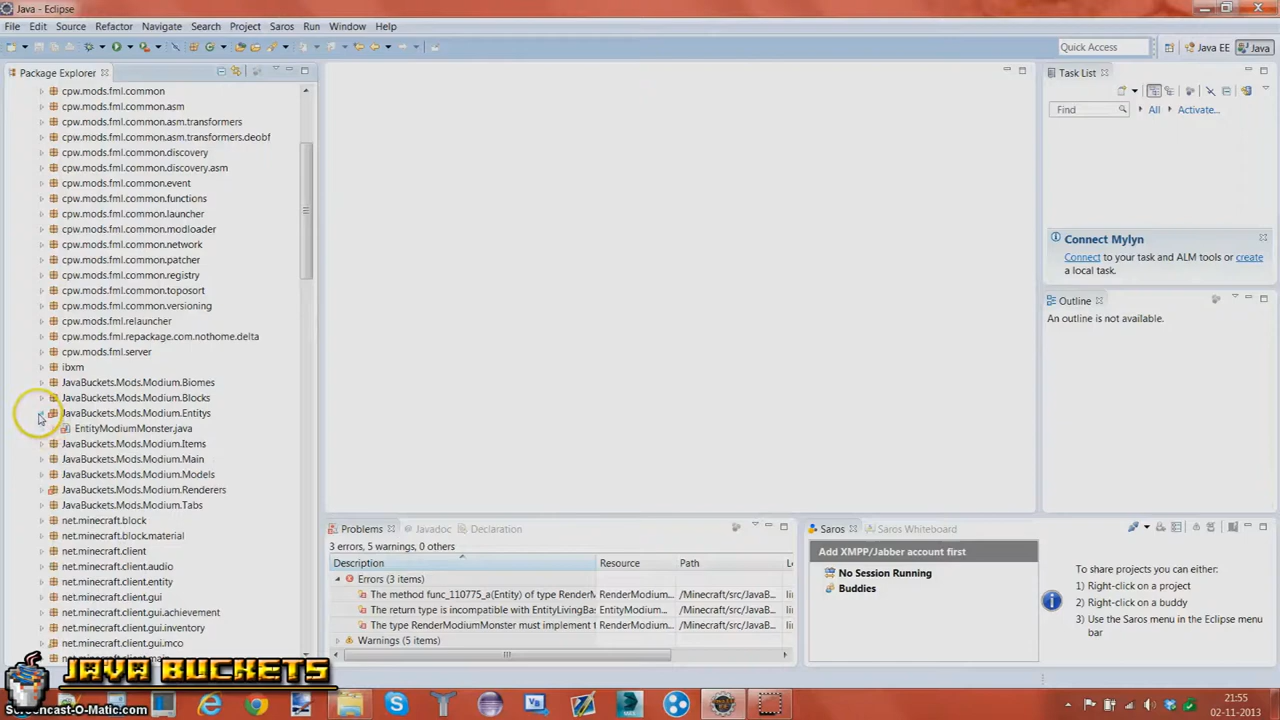 Java - Eclipse
File Edit Source Refactor Navigate Search Project Saros Run Window Help
Quick Access
Java EE
Java
Package Explorer
cpw.mods.fml.common
cpw.mods.fml.common.asm
cpw.mods.fml.common.asm.transformers
cpw.mods.fml.common.asm.transformers.deobf
cpw.mods.fml.common.discovery
cpw.mods.fml.common.discovery.asm
cpw.mods.fml.common.event
cpw.mods.fml.common.functions
cpw.mods.fml.common.launcher
cpw.mods.fml.common.modloader
cpw.mods.fml.common.network
cpw.mods.fml.common.patcher
cpw.mods.fml.common.registry
cpw.mods.fml.common.toposort
cpw.mods.fml.common.versioning
cpw.mods.fml.relauncher
cpw.mods.fml.repackage.com.nothome.delta
cpw.mods.fml.server
ibxm
JavaBuckets.Mods.Modium.Biomes
JavaBuckets.Mods.Modium.Blocks
JavaBuckets.Mods.Modium.Entitys
EntityModiumMonster.java
JavaBuckets.Mods.Modium.Items
JavaBuckets.Mods.Modium.Main
JavaBuckets.Mods.Modium.Models
JavaBuckets.Mods.Modium.Renderers
JavaBuckets.Mods.Modium.Tabs
net.minecraft.block
net.minecraft.block.material
net.minecraft.client
net.minecraft.client.audio
net.minecraft.client.entity
net.minecraft.client.gui
net.minecraft.client.gui.achievement
net.minecraft.client.gui.inventory
net.minecraft.client.gui.mco
Task List
Find
All
Activate...
Connect Mylyn
Connect to your task and ALM tools or create
a local task.
Outline
An outline is not available.
Problems
Javadoc
Declaration
3 errors, 5 warnings, 0 others
Description Resource Path
Errors (3 items)
The method func_110775_a(Entity) of type RenderM RenderModium... /Minecraft/src/JavaB...
The return type is incompatible with EntityLivingBas EntityModium... /Minecraft/src/JavaB...
The type RenderModiumMonster must implement t RenderModium... /Minecraft/src/JavaB...
Warnings (5 items)
Saros
Saros Whiteboard
Add XMPP/Jabber account first
No Session Running
Buddies
To share projects you can either:
1) Right-click on a project
2) Right-click on a buddy
3) Use the Saros menu in the Eclipse menu
bar
JAVA BUCKETS
Screencast-O-Matic.com
21:55
02-11-2013